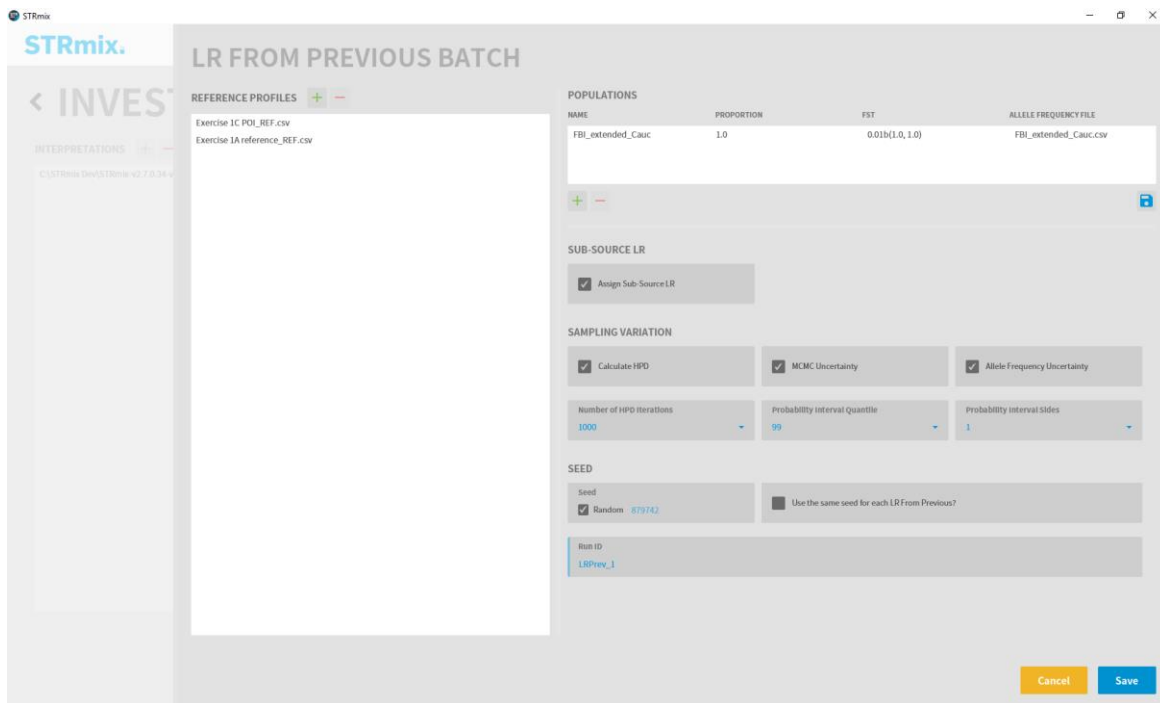 STRmix
STRmix.
LR FROM PREVIOUS BATCH
< INVES
INTERPRETATIONS + −
REFERENCE PROFILES + −
Exercise 1C POI_REF.csv
Exercise 1A reference_REF.csv
POPULATIONS
NAME PROPORTION FST ALLELE FREQUENCY FILE
FBI_extended_Cauc 1.0 0.01b(1.0, 1.0) FBI_extended_Cauc.csv
+ −
SUB-SOURCE LR
Assign Sub-Source LR
SAMPLING VARIATION
Calculate HPD MCMC Uncertainty Allele Frequency Uncertainty
Number of HPD Iterations Probability Interval Quantile Probability Interval Sides
1000 99 1
SEED
Seed
Random 879742 Use the same seed for each LR From Previous?
Run ID
LRPrev_1
Cancel Save